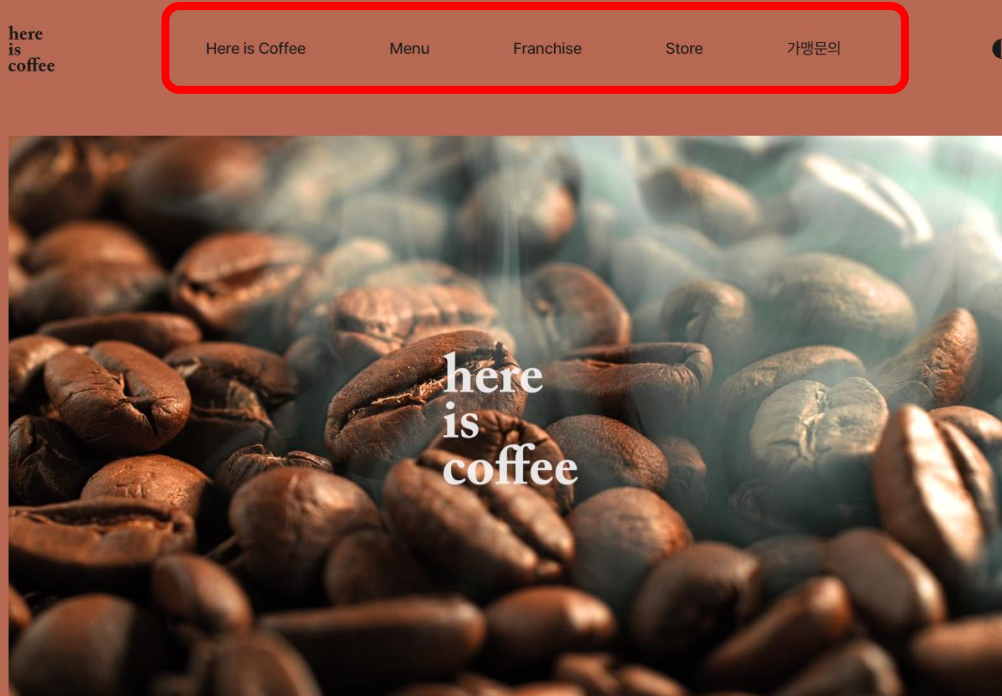 here
is
coffee
Here is Coffee
Menu
Franchise
Store
가맹문의
here
is
coffee